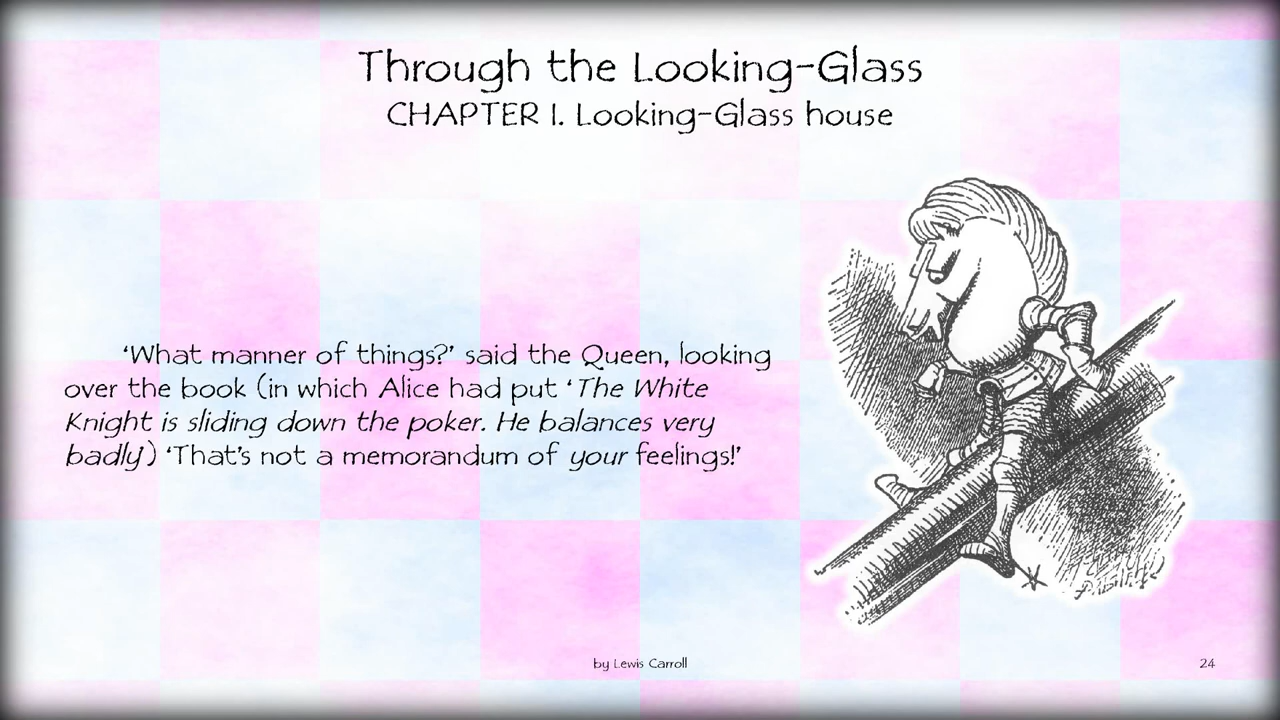 Through the Looking-Glass
CHAPTER I. Looking-Glass house
‘What manner of things?’ said the Queen, looking
over the book (in which Alice had put ‘The White
Knight is sliding down the poker. He balances very
badly’) ‘That’s not a memorandum of your feelings!’
by Lewis Carroll
24